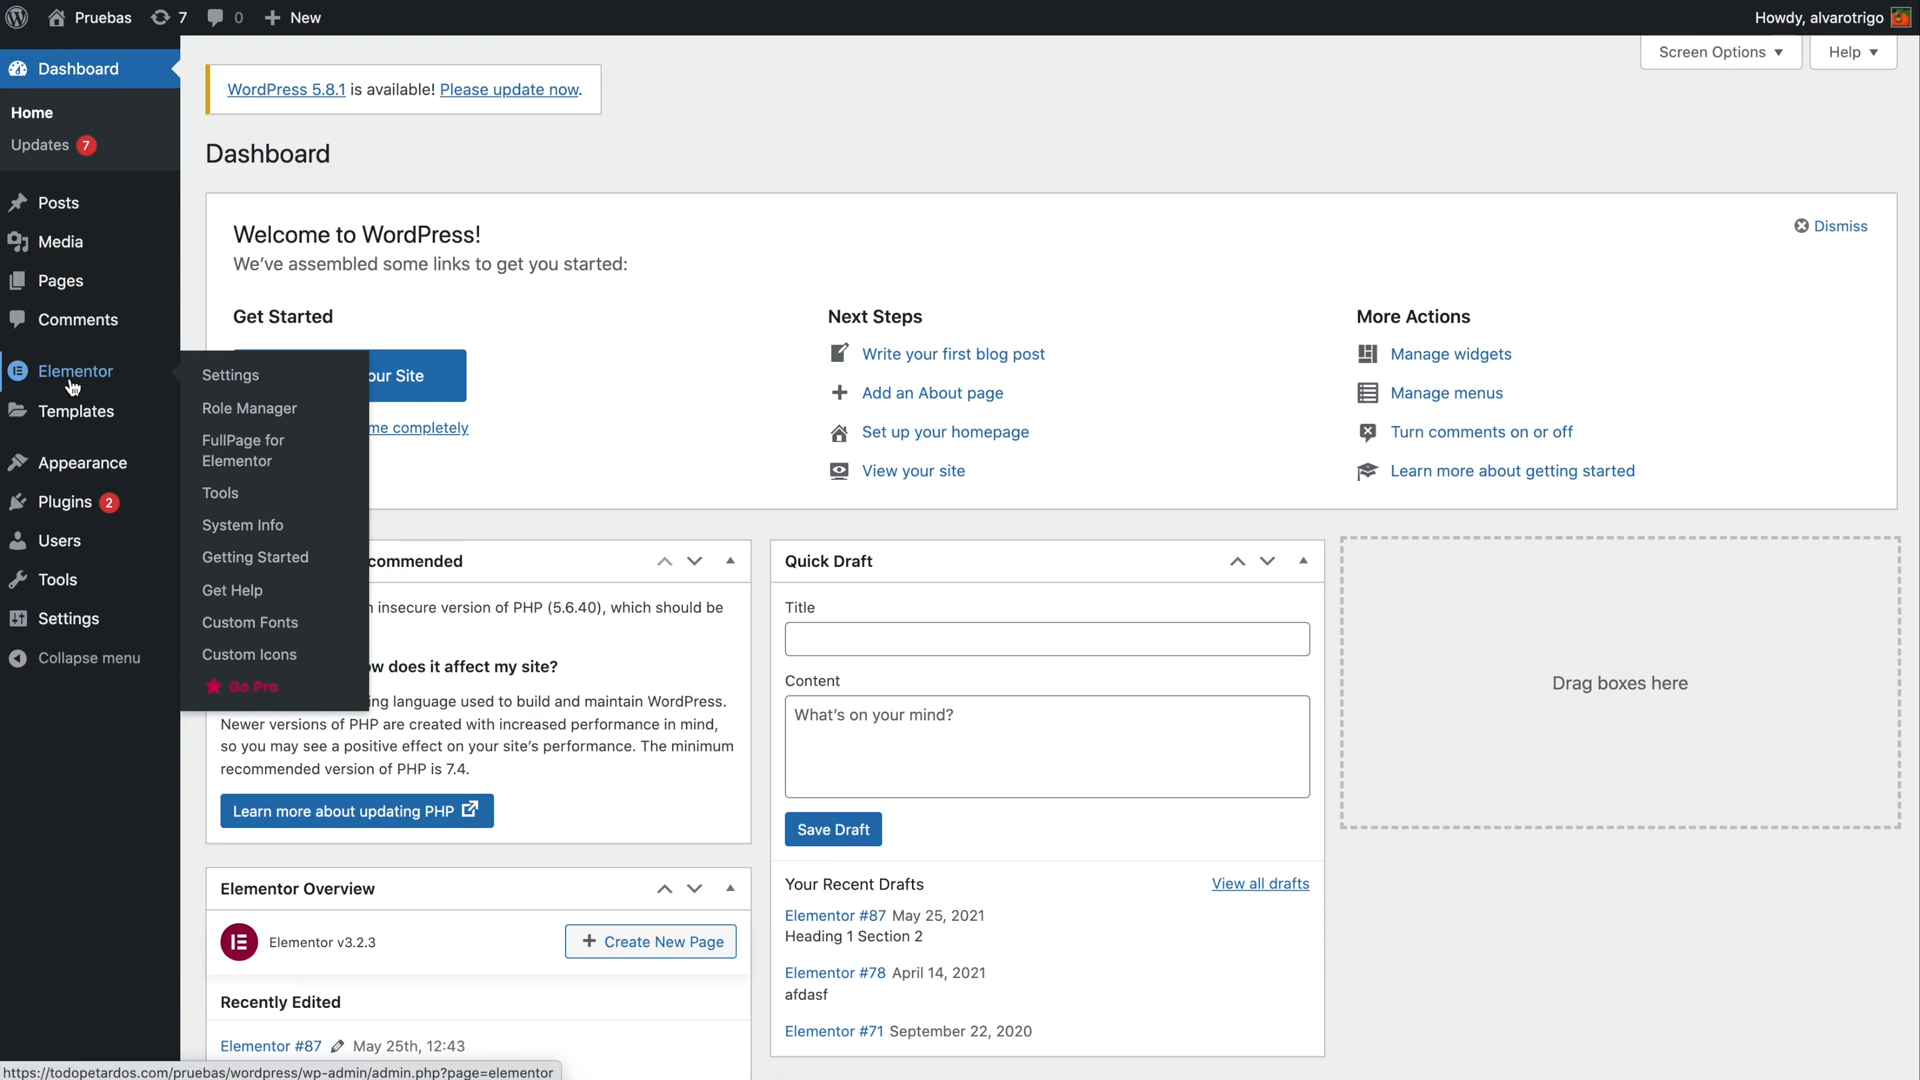 Pruebas 7 0 New Howdy, alvarotrigo
Screen Options Help
Dashboard
Home
Updates 7
Posts
Media
Pages
Comments
Elementor
Templates
Appearance
Plugins 2
Users
Tools
Settings
Collapse menu
Settings
Role Manager
FullPage for
Elementor
Tools
System Info
Getting Started
Get Help
Custom Fonts
Custom Icons
Go Pro
WordPress 5.8.1 is available! Please update now.
Dashboard
Welcome to WordPress!
Dismiss
We've assembled some links to get you started:
Get Started
our Site
me completely
Next Steps
Write your first blog post
Add an About page
Set up your homepage
View your site
More Actions
Manage widgets
Manage menus
Turn comments on or off
Learn more about getting started
commended
insecure version of PHP (5.6.40), which should be
ow does it affect my site?
ing language used to build and maintain WordPress.
Newer versions of PHP are created with increased performance in mind,
so you may see a positive effect on your site's performance. The minimum
recommended version of PHP is 7.4.
Learn more about updating PHP
Elementor Overview
Elementor v3.2.3
Create New Page
Recently Edited
Elementor #87 May 25th, 12:43
Quick Draft
Title
Content
What's on your mind?
Save Draft
Your Recent Drafts View all drafts
Elementor #87 May 25, 2021
Heading 1 Section 2
Elementor #78 April 14, 2021
afdasf
Elementor #71 September 22, 2020
Drag boxes here
https://todopetardos.com/pruebas/wordpress/wp-admin/admin.php?page=elementor